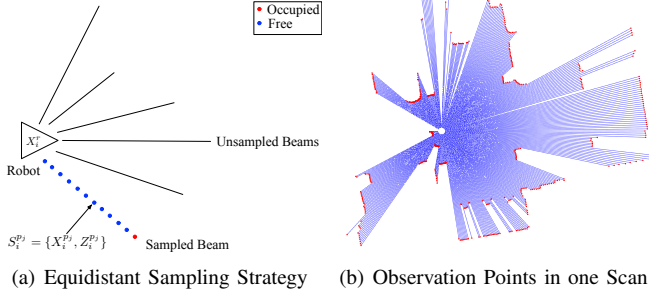 Occupied
Free
$X_i^r$
Unsampled Beams
Robot
$S_i^{p_j} = \{X_i^{p_j}, Z_i^{p_j}\}$
Sampled Beam
(a) Equidistant Sampling Strategy
(b) Observation Points in one Scan